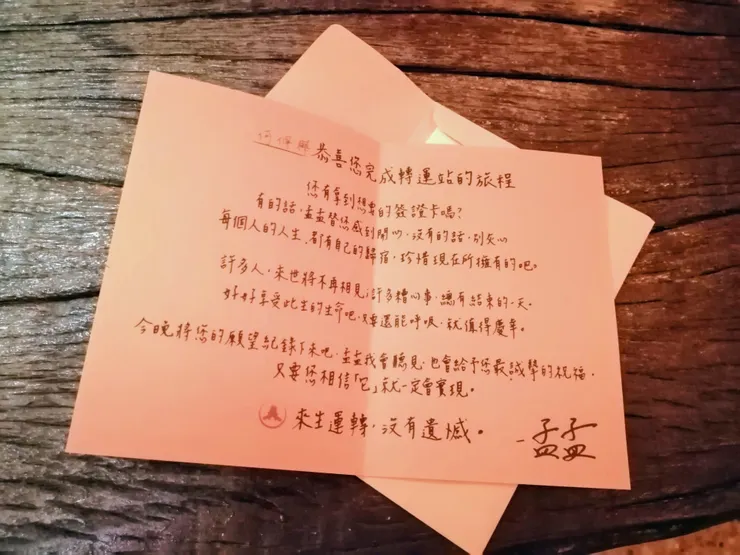 恭喜您完成轉運站的旅程
您有拿到想要的簽證卡嗎?
有的話,孟孟替您感到開心,沒有的話,別灰心
每個人的人生,都有自己的歸宿,珍惜現在所擁有的吧。
許多人,來世將不再相見;許多糟心事,總有結束的一天。
好好享受此生的生命吧,只要還能呼吸,就值得慶幸。
今晚將您的願望紀錄下來吧,孟孟我會聽見,也會給予您最誠摯的祝福,
只要您相信「它」就一定會實現。
來生運轉,沒有遺憾。
-孟孟